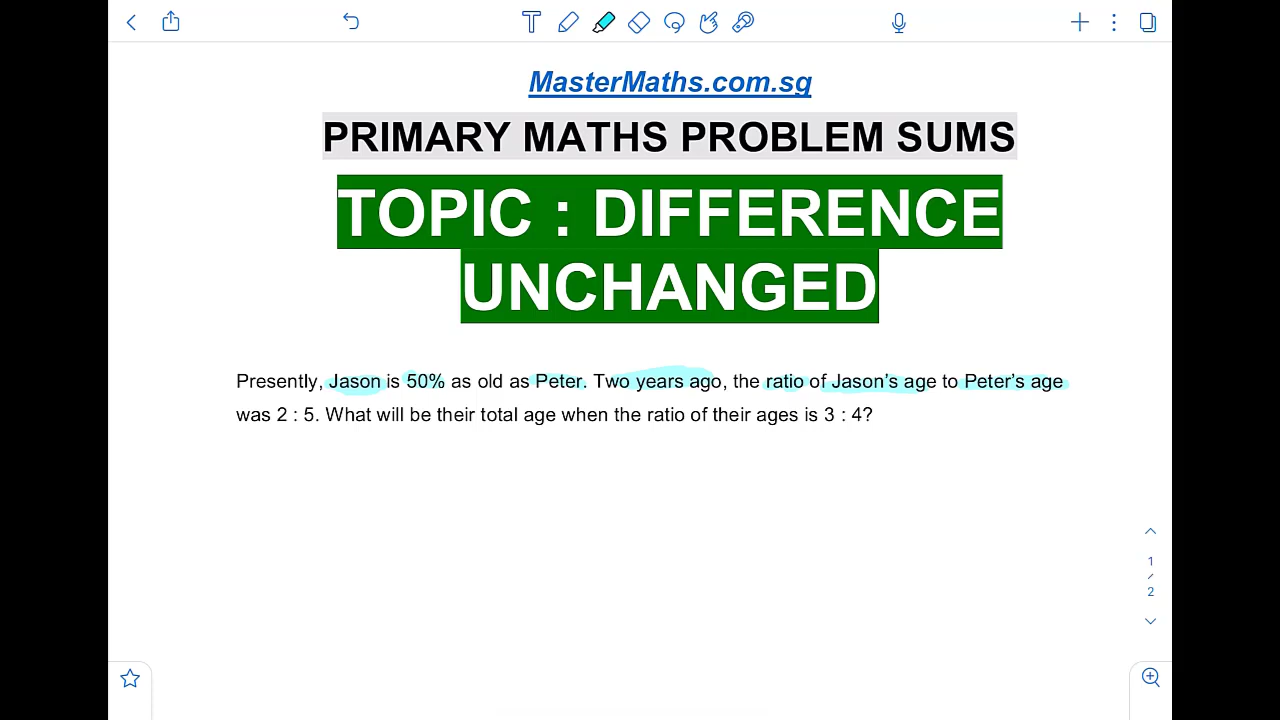 MasterMaths.com.sg
PRIMARY MATHS PROBLEM SUMS
TOPIC : DIFFERENCE
UNCHANGED
Presently, Jason is 50% as old as Peter. Two years ago, the ratio of Jason’s age to Peter’s age
was 2 : 5. What will be their total age when the ratio of their ages is 3 : 4?
1
/
2